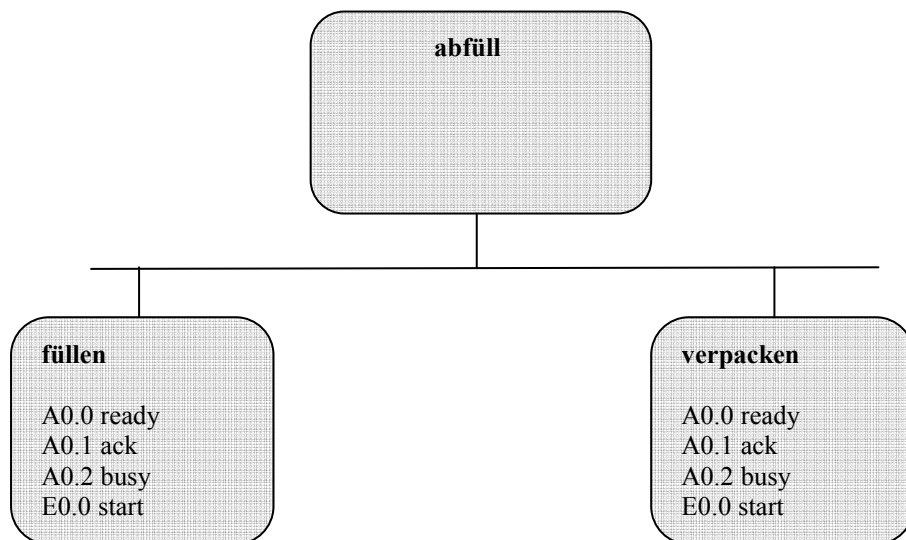 abfüll
füllen
A0.0 ready
A0.1 ack
A0.2 busy
E0.0 start
verpacken
A0.0 ready
A0.1 ack
A0.2 busy
E0.0 start